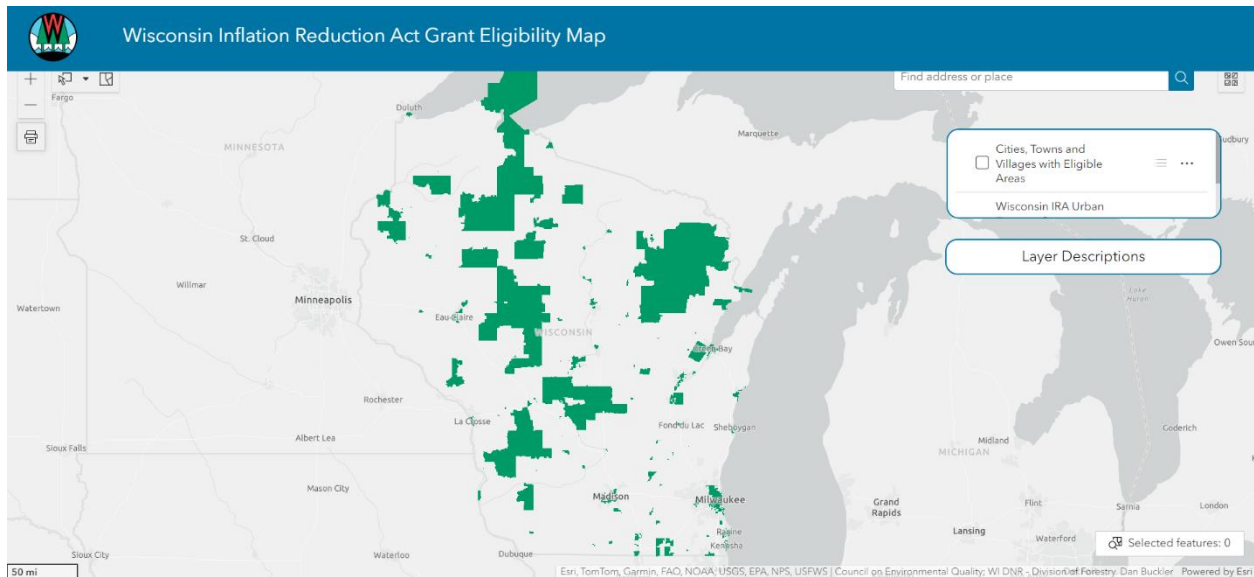 W
Wisconsin Inflation Reduction Act Grant Eligibility Map
Find address or place
Fargo
Duluth
MINNESOTA
Marquette
Sudbury
Cities, Towns and
Villages with Eligible
Areas
Wisconsin IRA Urban
Layer Descriptions
St. Cloud
Willmar
Minneapolis
Watertown
Eau Claire
WISCONSIN
Lake
Huron
Green Bay
Owen Sou
Rochester
La Crosse
Fond du Lac
Sheboygan
Goderich
Albert Lea
Midland
MICHIGAN
Sioux Falls
Mason City
Madison
Milwaukee
Grand
Rapids
Flint
Sarnia
London
Racine
Kenosha
Lansing
Waterford
Selected features: 0
Sioux City
Waterloo
Dubuque
50 mi
Esri, TomTom, Garmin, FAO, NOAA, USGS, EPA, NPS, USFWS | Council on Environmental Quality; WI DNR - Division of Forestry. Dan Buckler
Powered by Esri